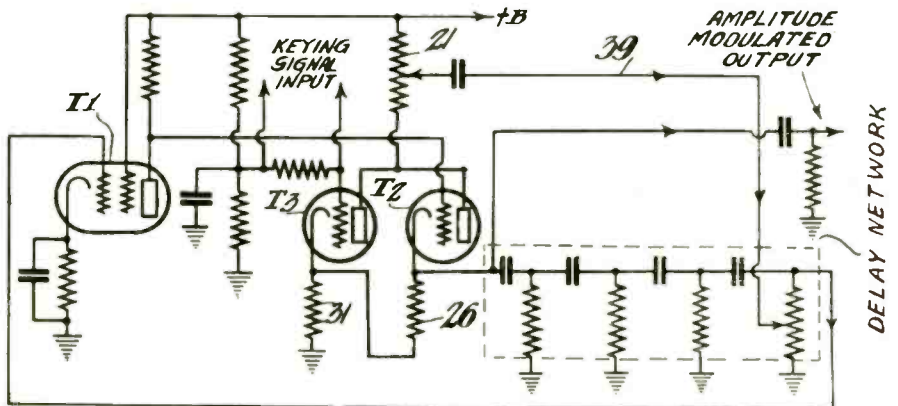 +B
21
KEYING
SIGNAL
INPUT
39
AMPLITUDE
MODULATED
OUTPUT
T1
T3
T2
31
26
DELAY NETWORK